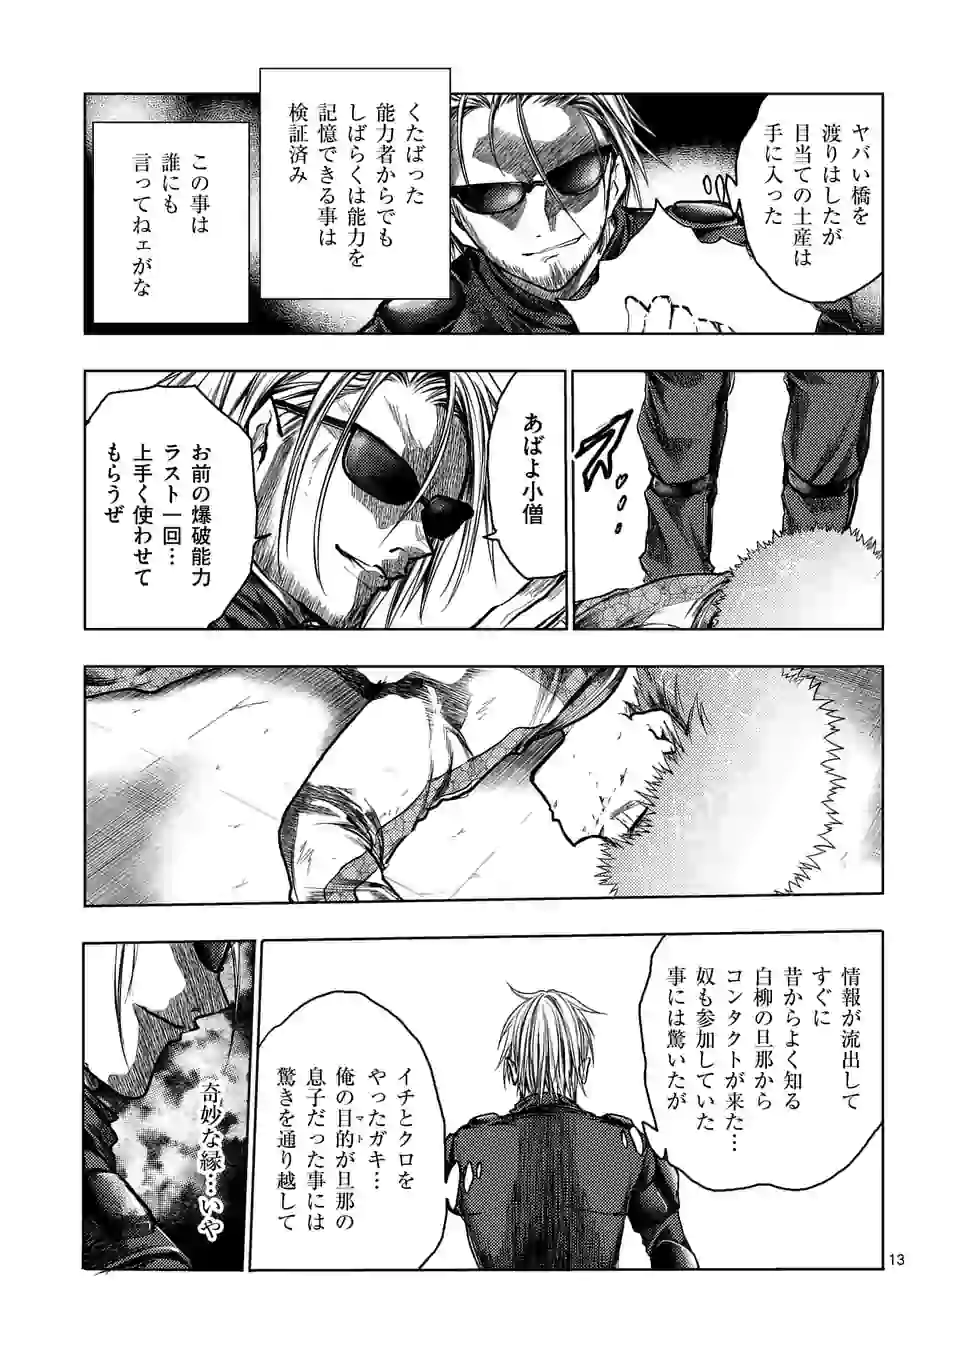 ヤバい橋を
渡りはしたが
目当ての土産は
手に入った
くたばった
能力者からでも
しばらくは能力を
記憶できる事は
検証済み
この事は
誰にも
言ってねェがな
ヌッ
あばよ小僧
お前の爆破能力
ラスト一回…
上手く使わせて
もらうぜ
情報が流出して
すぐに
昔からよく知る
白柳の旦那から
コンタクトが来た…
奴も参加していた
事には驚いたが
イチとクロを
やったガキ…
俺の目的が旦那の
マト
息子だった事には
驚きを通り越して
奇妙な縁…いや
13